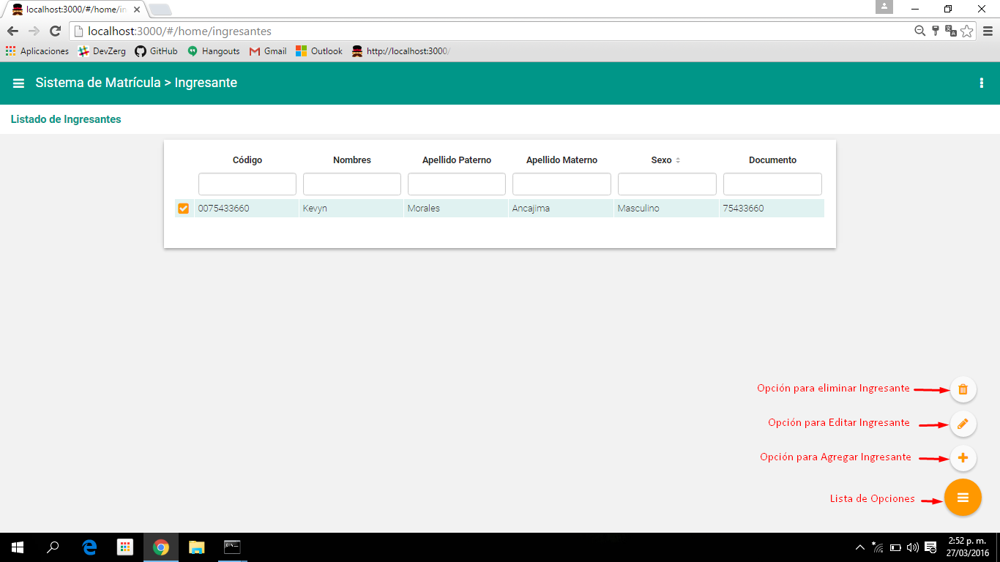 localhost:3000/#/home/in
localhost:3000/#/home/ingresantes
Aplicaciones DevZerg GitHub Hangouts Gmail Outlook http://localhost:3000/
Sistema de Matrícula > Ingresante
Listado de Ingresantes
Código Nombres Apellido Paterno Apellido Materno Sexo Documento
0075433660 Kevyn Morales Ancajima Masculino 75433660
Opción para eliminar Ingresante
Opción para Editar Ingresante
Opción para Agregar Ingresante
Lista de Opciones
2:52 p. m.
27/03/2016